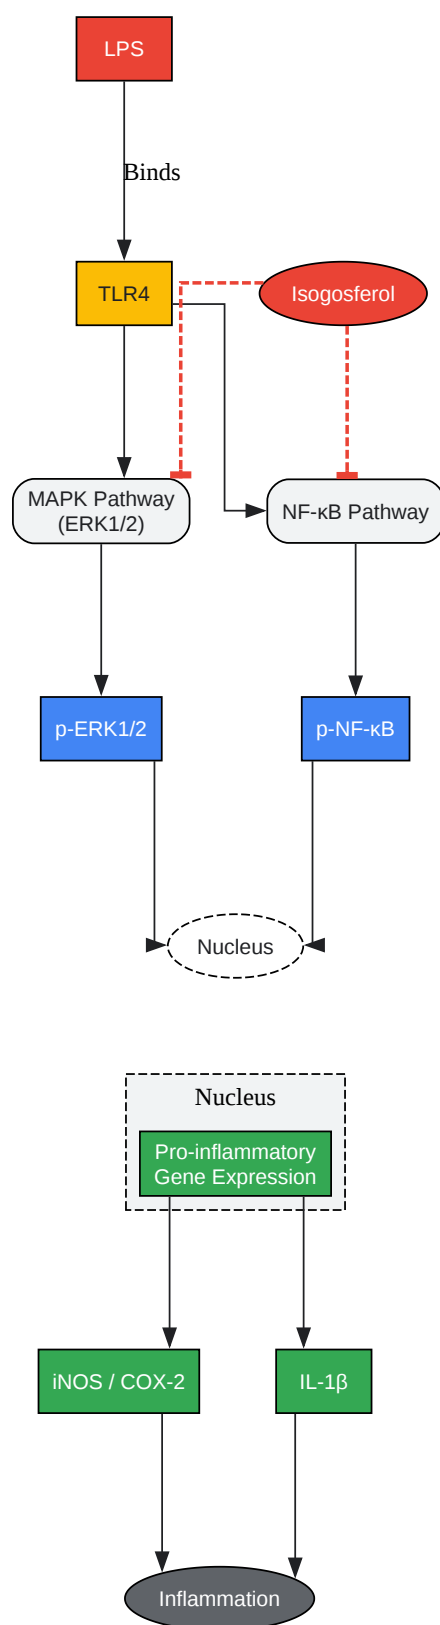 LPS
Binds
TLR4
Isogosferol
MAPK Pathway
(ERK1/2)
NF-κB Pathway
p-ERK1/2
p-NF-κB
Nucleus
Nucleus
Pro-inflammatory
Gene Expression
iNOS / COX-2
IL-1β
Inflammation